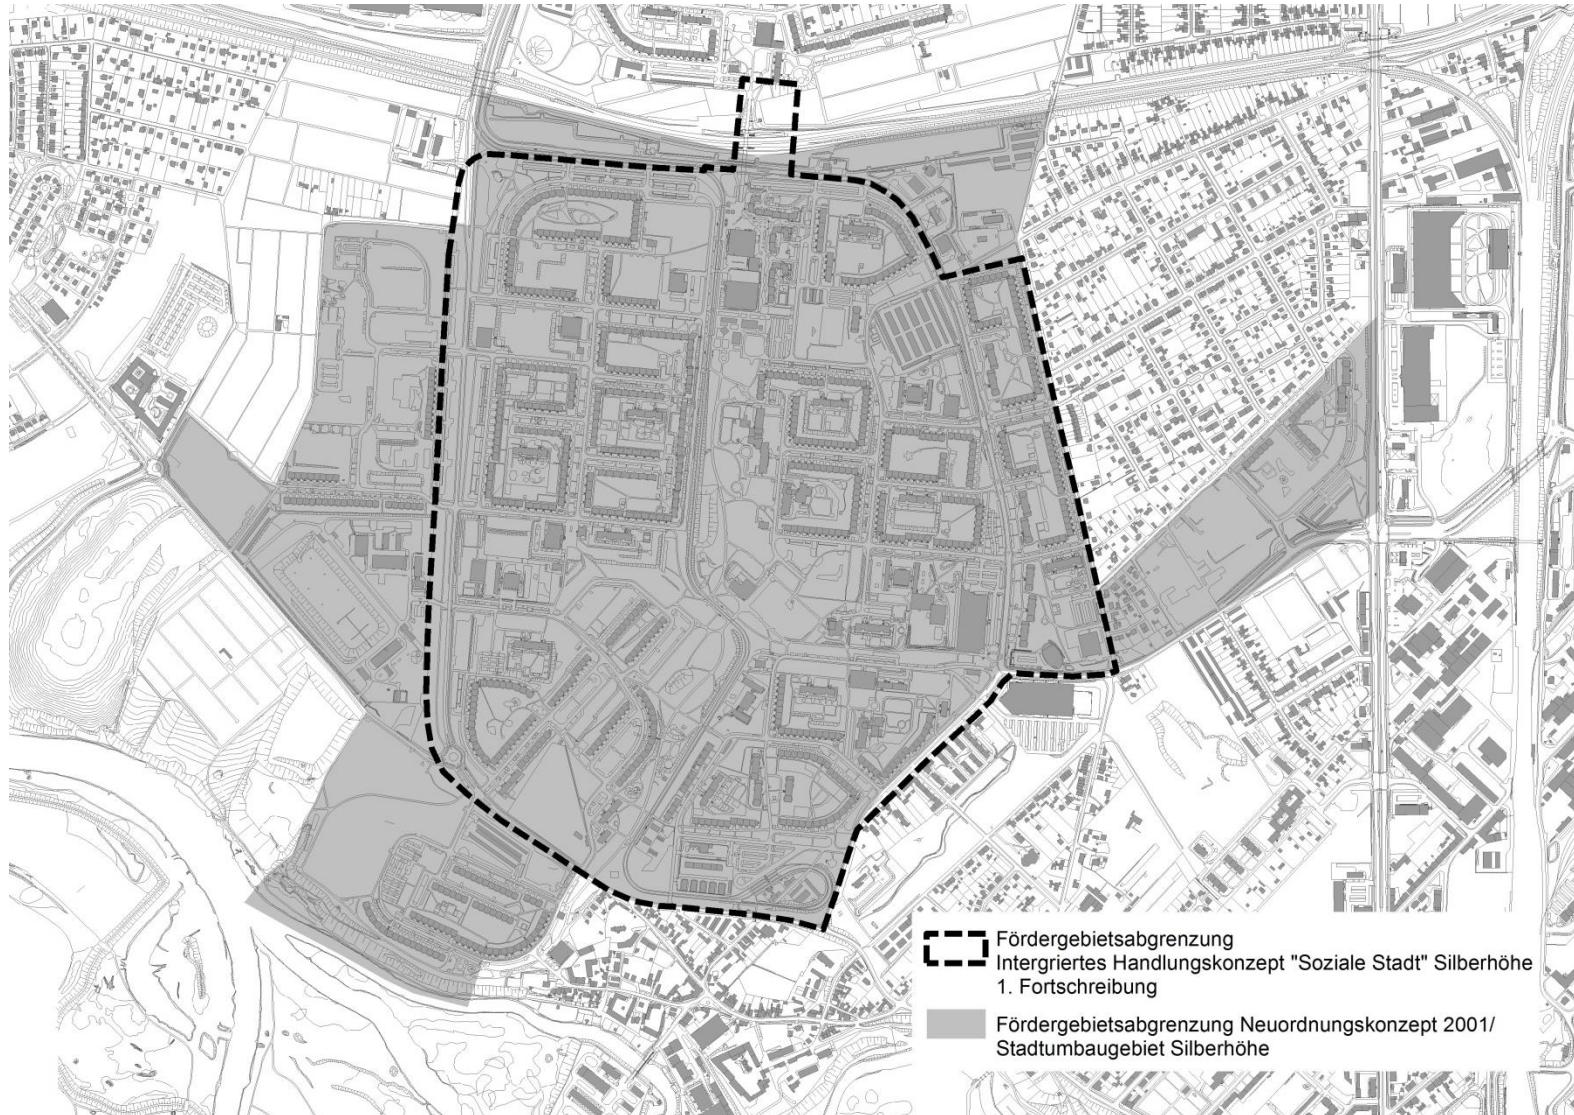 Fördergebietsabgrenzung
Intergriertes Handlungskonzept "Soziale Stadt" Silberhöhe
1. Fortschreibung
Fördergebietsabgrenzung Neuordnungskonzept 2001/
Stadtumbaugebiet Silberhöhe